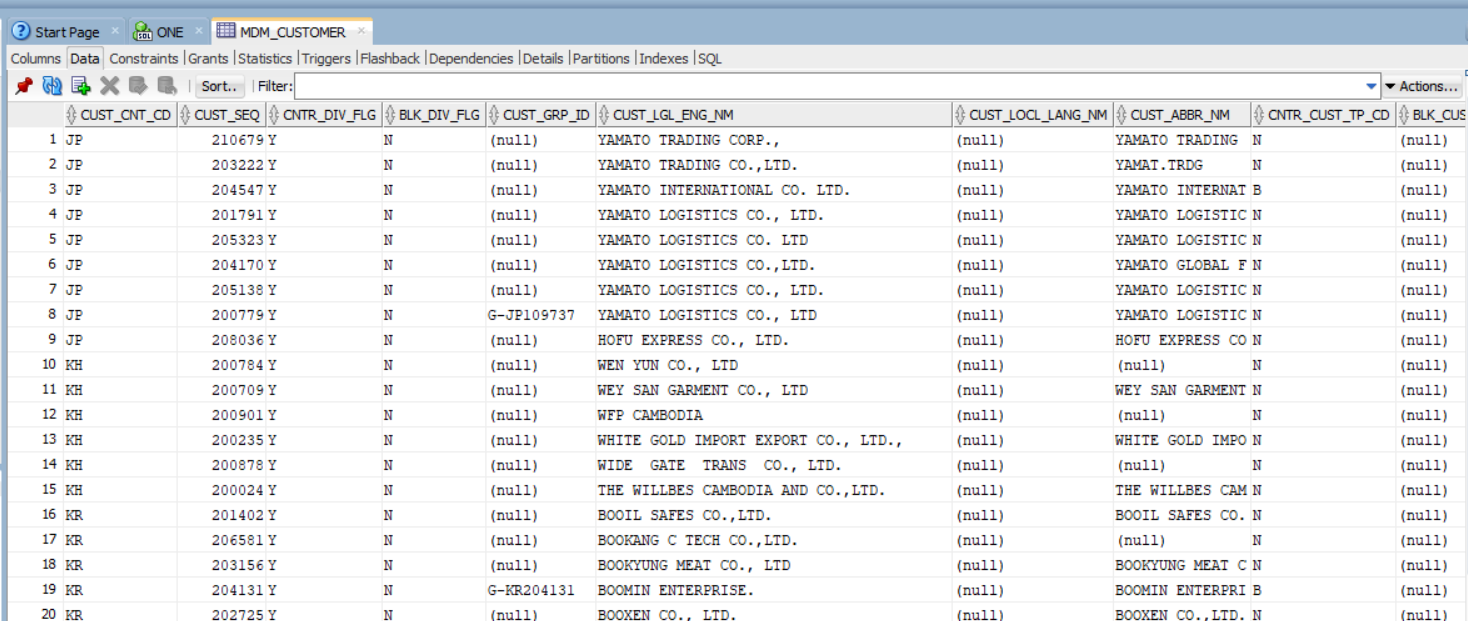 Start Page ONE MDM_CUSTOMER
Columns Data Constraints Grants Statistics Triggers Flashback Dependencies Details Partitions Indexes SQL
Sort.. Filter: Actions...
CUST_CNT_CD CUST_SEQ CNTR_DIV_FLG BLK_DIV_FLG CUST_GRP_ID CUST_LGL_ENG_NM CUST_LOCL_LANG_NM CUST_ABBR_NM CNTR_CUST_TP_CD BLK_CUS
1 JP 210679 Y N (null) YAMATO TRADING CORP., (null) YAMATO TRADING N (null)
2 JP 203222 Y N (null) YAMATO TRADING CO.,LTD. (null) YAMAT.TRDG N (null)
3 JP 204547 Y N (null) YAMATO INTERNATIONAL CO. LTD. (null) YAMATO INTERNAT B (null)
4 JP 201791 Y N (null) YAMATO LOGISTICS CO., LTD. (null) YAMATO LOGISTIC N (null)
5 JP 205323 Y N (null) YAMATO LOGISTICS CO. LTD (null) YAMATO LOGISTIC N (null)
6 JP 204170 Y N (null) YAMATO LOGISTICS CO.,LTD. (null) YAMATO GLOBAL F N (null)
7 JP 205138 Y N (null) YAMATO LOGISTICS CO., LTD. (null) YAMATO LOGISTIC N (null)
8 JP 200779 Y N G-JP109737 YAMATO LOGISTICS CO., LTD (null) YAMATO LOGISTIC N (null)
9 JP 208036 Y N (null) HOFU EXPRESS CO., LTD. (null) HOFU EXPRESS CO N (null)
10 KH 200784 Y N (null) WEN YUN CO., LTD (null) (null) N (null)
11 KH 200709 Y N (null) WEY SAN GARMENT CO., LTD (null) WEY SAN GARMENT N (null)
12 KH 200901 Y N (null) WFP CAMBODIA (null) (null) N (null)
13 KH 200235 Y N (null) WHITE GOLD IMPORT EXPORT CO., LTD., (null) WHITE GOLD IMPO N (null)
14 KH 200878 Y N (null) WIDE GATE TRANS CO., LTD. (null) (null) N (null)
15 KH 200024 Y N (null) THE WILLBES CAMBODIA AND CO.,LTD. (null) THE WILLBES CAM N (null)
16 KR 201402 Y N (null) BOOIL SAFES CO.,LTD. (null) BOOIL SAFES CO. N (null)
17 KR 206581 Y N (null) BOOKANG C TECH CO.,LTD. (null) (null) N (null)
18 KR 203156 Y N (null) BOOKYUNG MEAT CO., LTD (null) BOOKYUNG MEAT C N (null)
19 KR 204131 Y N G-KR204131 BOOMIN ENTERPRISE. (null) BOOMIN ENTERPRI B (null)
20 KR 202725 Y N (null) BOOXEN CO., LTD. (null) BOOXEN CO.,LTD. N (null)